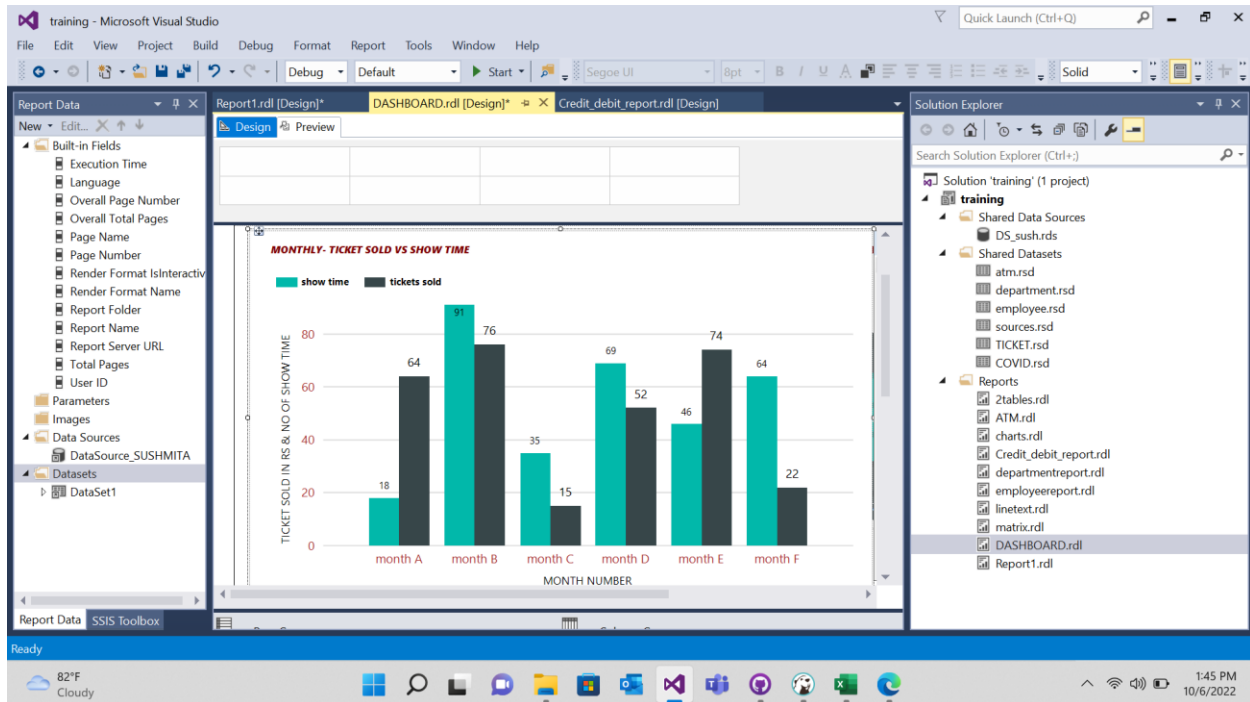 training - Microsoft Visual Studio
Quick Launch (Ctrl+Q)
File Edit View Project Build Debug Format Report Tools Window Help
Debug Default Start Segoe UI 8pt B I U A Solid
Report Data
New Edit...
Built-in Fields
Execution Time
Language
Overall Page Number
Overall Total Pages
Page Name
Page Number
Render Format IsInteractiv
Render Format Name
Report Folder
Report Name
Report Server URL
Total Pages
User ID
Parameters
Images
Data Sources
DataSource_SUSHMITA
Datasets
DataSet1
Report Data SSIS Toolbox
Report1.rdl [Design]* DASHBOARD.rdl [Design]* Credit_debit_report.rdl [Design]
Design Preview
MONTHLY- TICKET SOLD VS SHOW TIME
show time tickets sold
TICKET SOLD IN RS & NO OF SHOW TIME
80
60
40
20
0
18 64 91 76 35 15 69 52 46 74 64 22
month A month B month C month D month E month F
MONTH NUMBER
Solution Explorer
Search Solution Explorer (Ctrl+;)
Solution 'training' (1 project)
training
Shared Data Sources
DS_sush.rds
Shared Datasets
atm.rsd
department.rsd
employee.rsd
sources.rsd
TICKET.rsd
COVID.rsd
Reports
2tables.rdl
ATM.rdl
charts.rdl
Credit_debit_report.rdl
departmentreport.rdl
employeereport.rdl
linetext.rdl
matrix.rdl
DASHBOARD.rdl
Report1.rdl
Ready
82°F
Cloudy
1:45 PM
10/6/2022